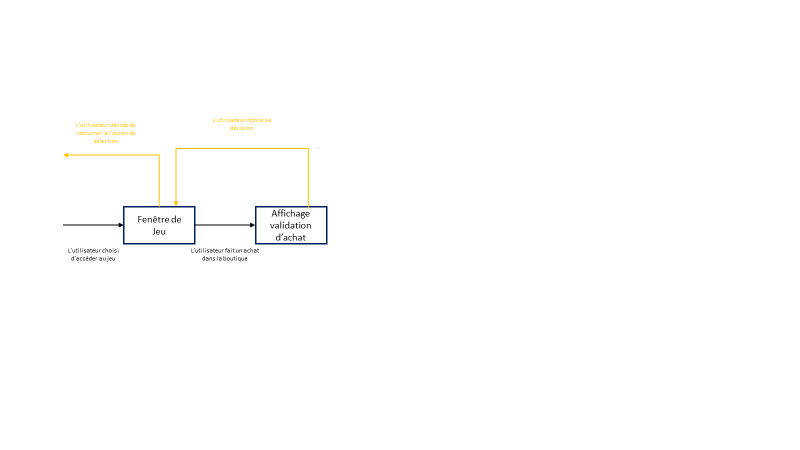 L'utilisateur décide de
retourner à l'écran de
sélection
L'utilisateur donne sa
decision
Fenêtre de
Jeu
Affichage
validation
d'achat
L'utilisateur choisi
d'accéder au jeu
L'utilisateur fait un achat
dans la boutique